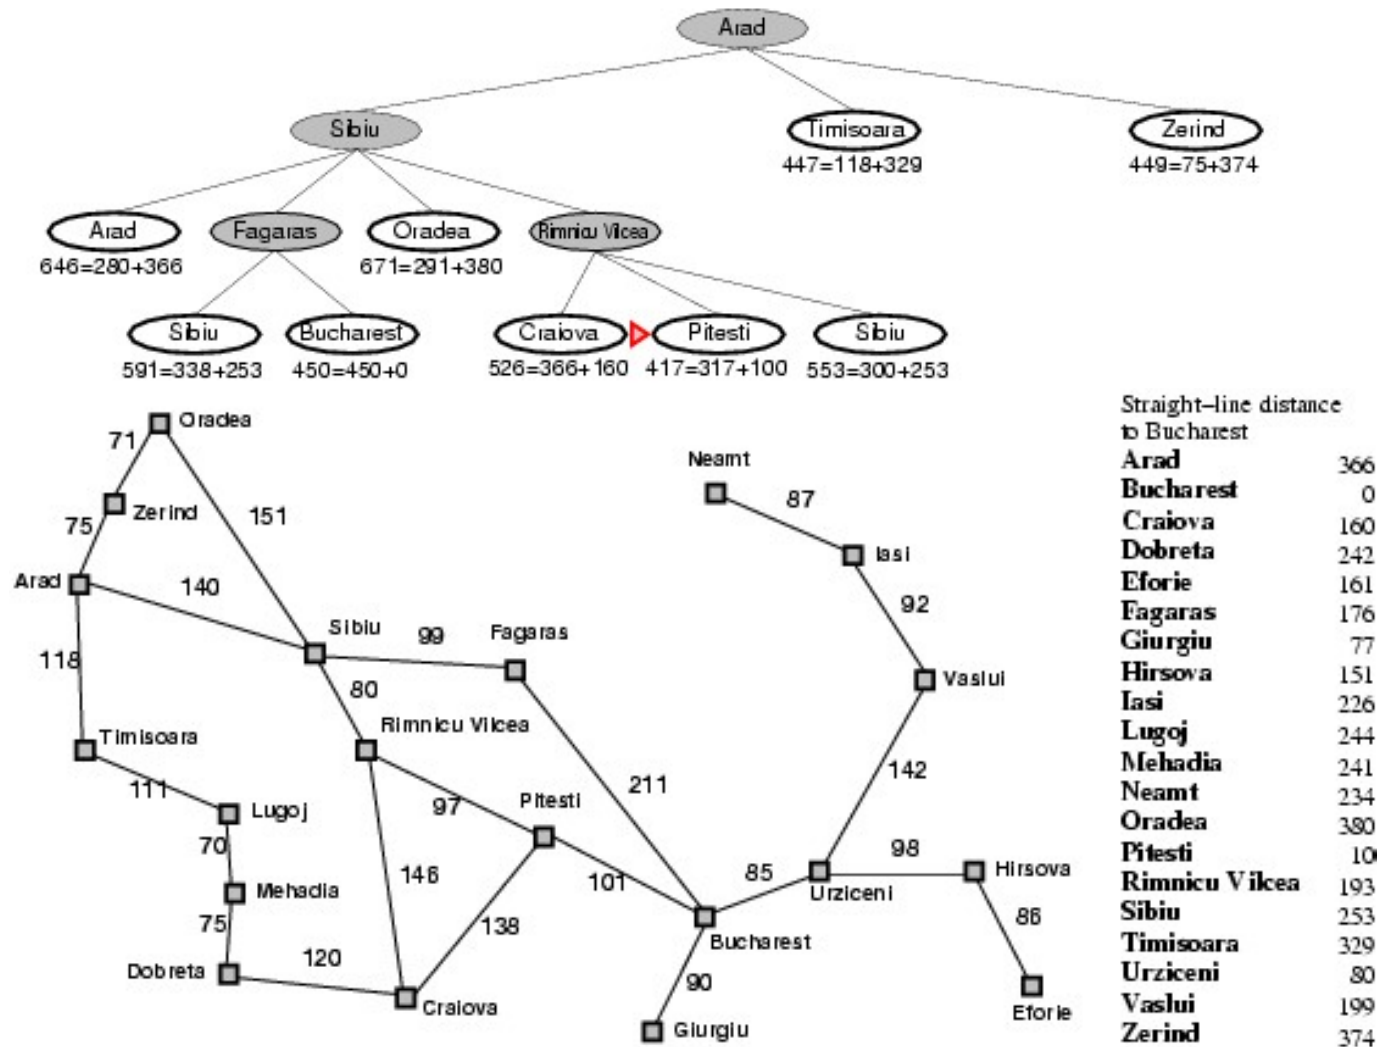 Arad
Sibiu
Timisoara
Zerind
447=118+329
449=75+374
Arad
Fagaras
Oradea
Rimnicu Vilcea
646=280+366
671=291+380
Sibiu
Bucharest
Craiova
Pitesti
Sibiu
591=338+253
450=450+0
526=366+160
417=317+100
553=300+253
Straight–line distance
to Bucharest
Arad 366
Bucharest 0
Craiova 160
Dobreta 242
Eforie 161
Fagaras 176
Giurgiu 77
Hirsova 151
Iasi 226
Lugoj 244
Mehadia 241
Neamt 234
Oradea 380
Pitesti 10
Rimnicu Vilcea 193
Sibiu 253
Timisoara 329
Urziceni 80
Vaslui 199
Zerind 374
Oradea
71
Neamt
87
Zerind
151
75
Iasi
Arad
140
92
Sibiu
99
Fagaras
118
80
Vaslui
Rimnicu Vilcea
Timisoara
142
111
211
97
Pitesti
Lugoj
70
98
Hirsova
146
101
85
Urziceni
Mehadia
86
75
138
Bucharest
120
Dobreta
90
Craiova
Eforie
Giurgiu